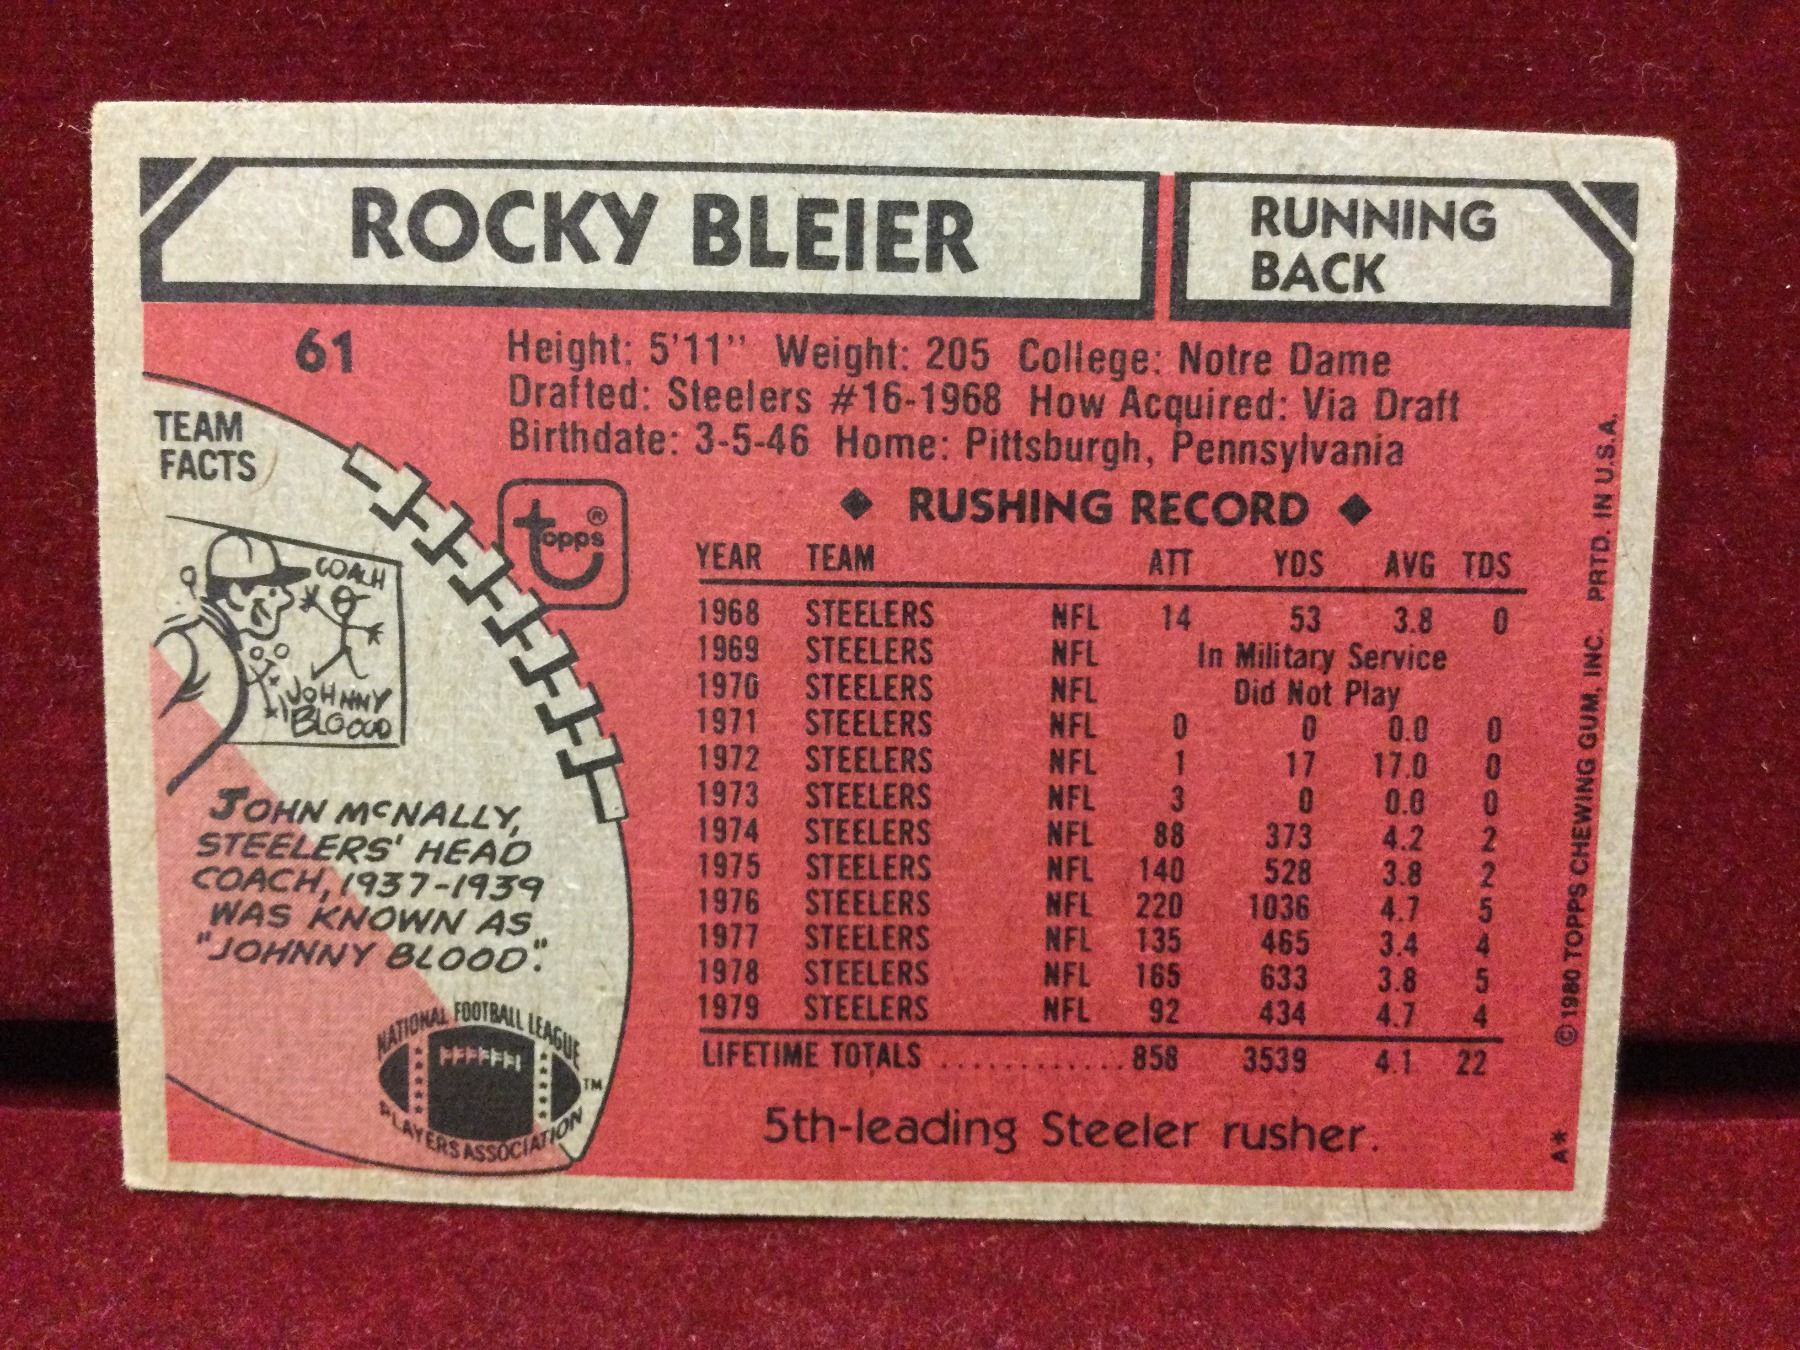 ROCKY BLEIER
RUNNING
BACK
61
Height: 5'11" Weight: 205 College: Notre Dame
Drafted: Steelers #16-1968 How Acquired: Via Draft
Birthdate: 3-5-46 Home: Pittsburgh, Pennsylvania
TEAM
FACTS
topps®
COACH
JOHNNY
BLOOOD
JOHN McNALLY,
STEELERS' HEAD
COACH, 1937-1939
WAS KNOWN AS
"JOHNNY BLOOD".
NATIONAL FOOTBALL LEAGUE
PLAYERS ASSOCIATION
TM
◆ RUSHING RECORD ◆
YEAR TEAM ATT YDS AVG TDS
1968 STEELERS NFL 14 53 3.8 0
1969 STEELERS NFL In Military Service
1970 STEELERS NFL Did Not Play
1971 STEELERS NFL 0 0 0.0 0
1972 STEELERS NFL 1 17 17.0 0
1973 STEELERS NFL 3 0 0.0 0
1974 STEELERS NFL 88 373 4.2 2
1975 STEELERS NFL 140 528 3.8 2
1976 STEELERS NFL 220 1036 4.7 5
1977 STEELERS NFL 135 465 3.4 4
1978 STEELERS NFL 165 633 3.8 5
1979 STEELERS NFL 92 434 4.7 4
LIFETIME TOTALS ............ 858 3539 4.1 22
5th-leading Steeler rusher.
A* © 1980 TOPPS CHEWING GUM, INC. PRTD. IN U.S.A.